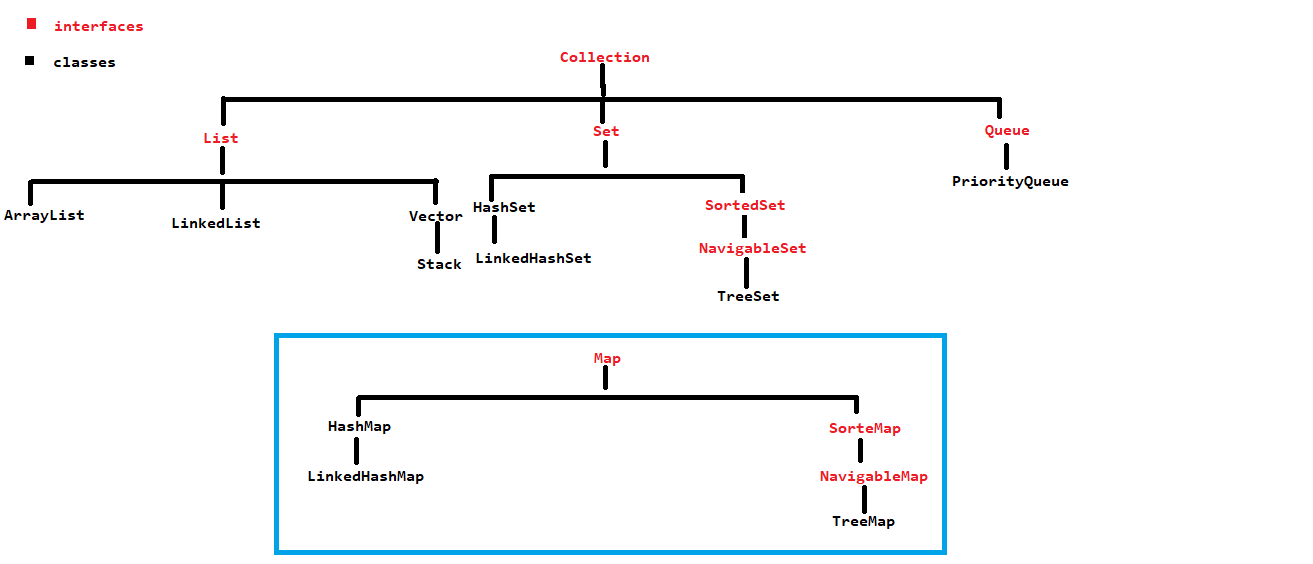 interfaces
classes
Collection
List
Set
Queue
ArrayList
LinkedList
Vector
Stack
HashSet
LinkedHashSet
SortedSet
NavigableSet
TreeSet
PriorityQueue
Map
HashMap
LinkedHashMap
SorteMap
NavigableMap
TreeMap